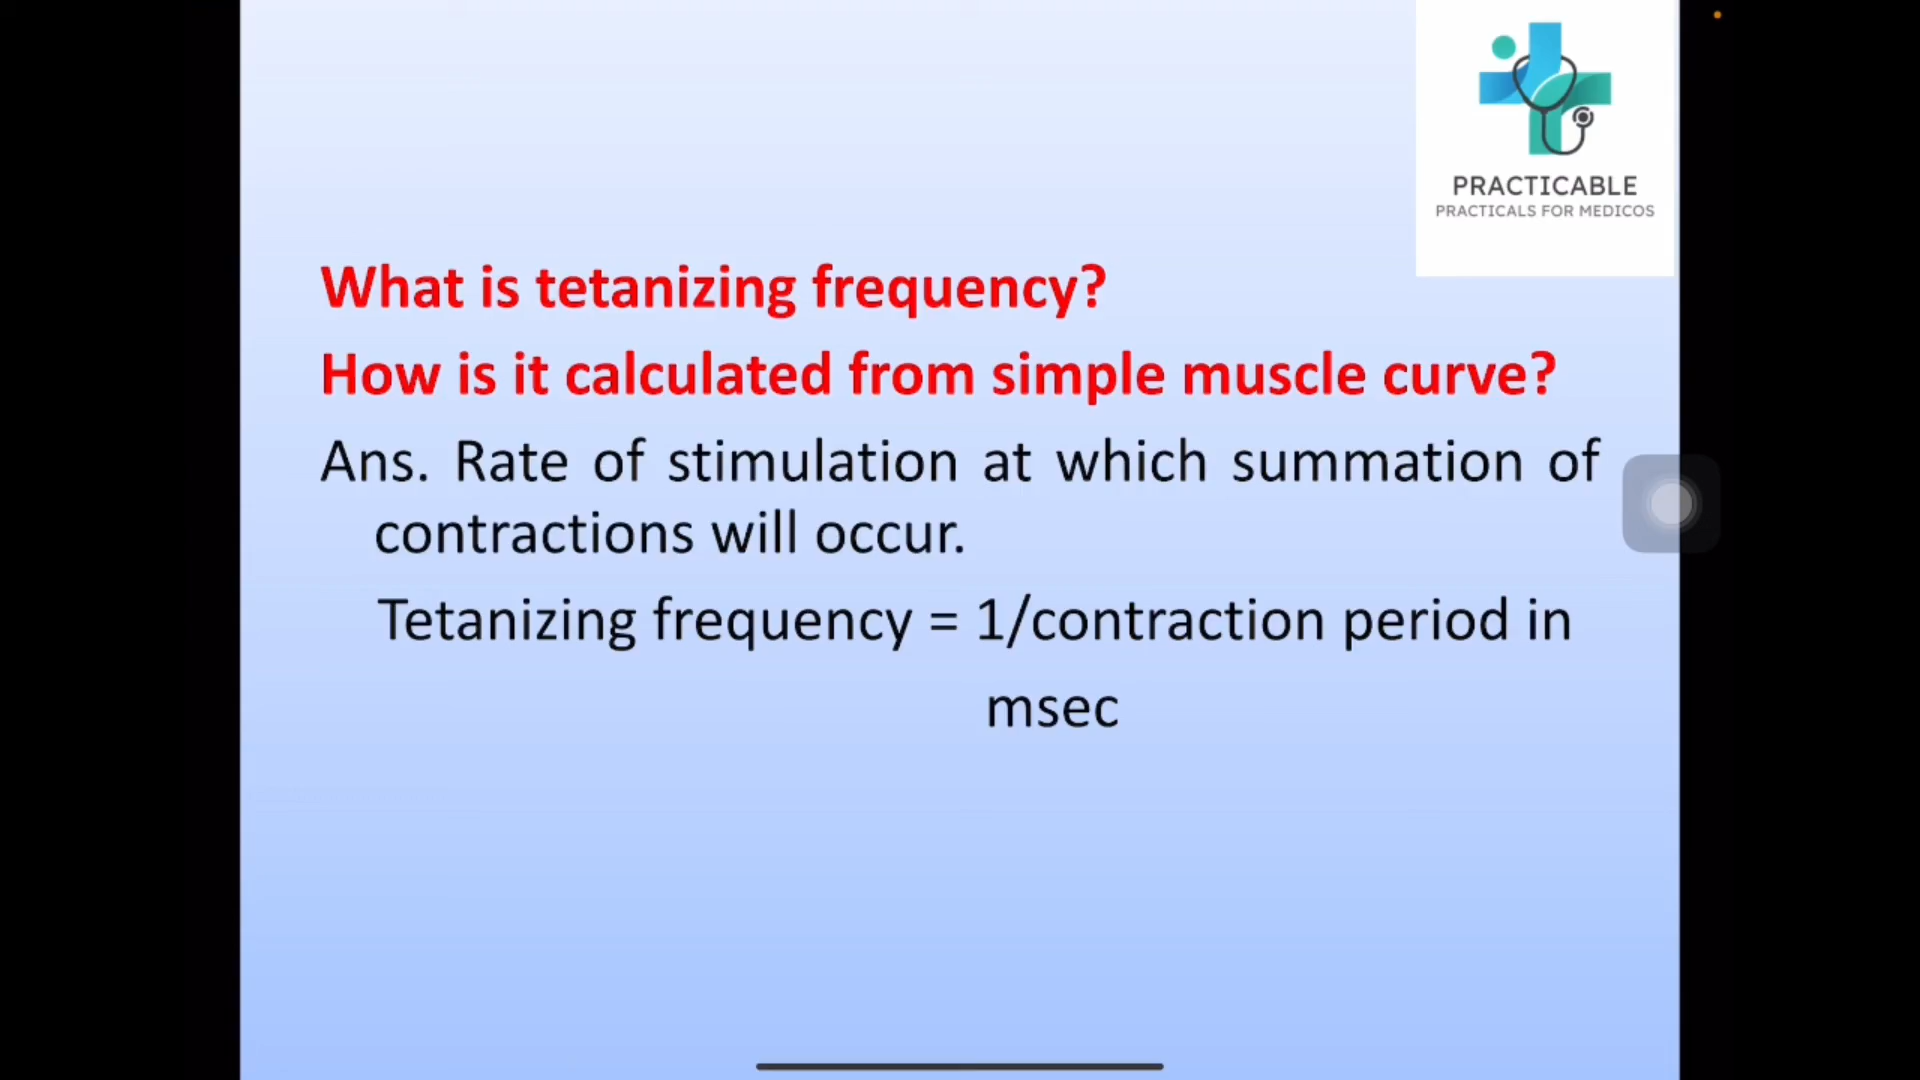 PRACTICABLE
PRACTICALS FOR MEDICOS
What is tetanizing frequency?
How is it calculated from simple muscle curve?
Ans. Rate of stimulation at which summation of
contractions will occur.
Tetanizing frequency = 1/contraction period in
msec